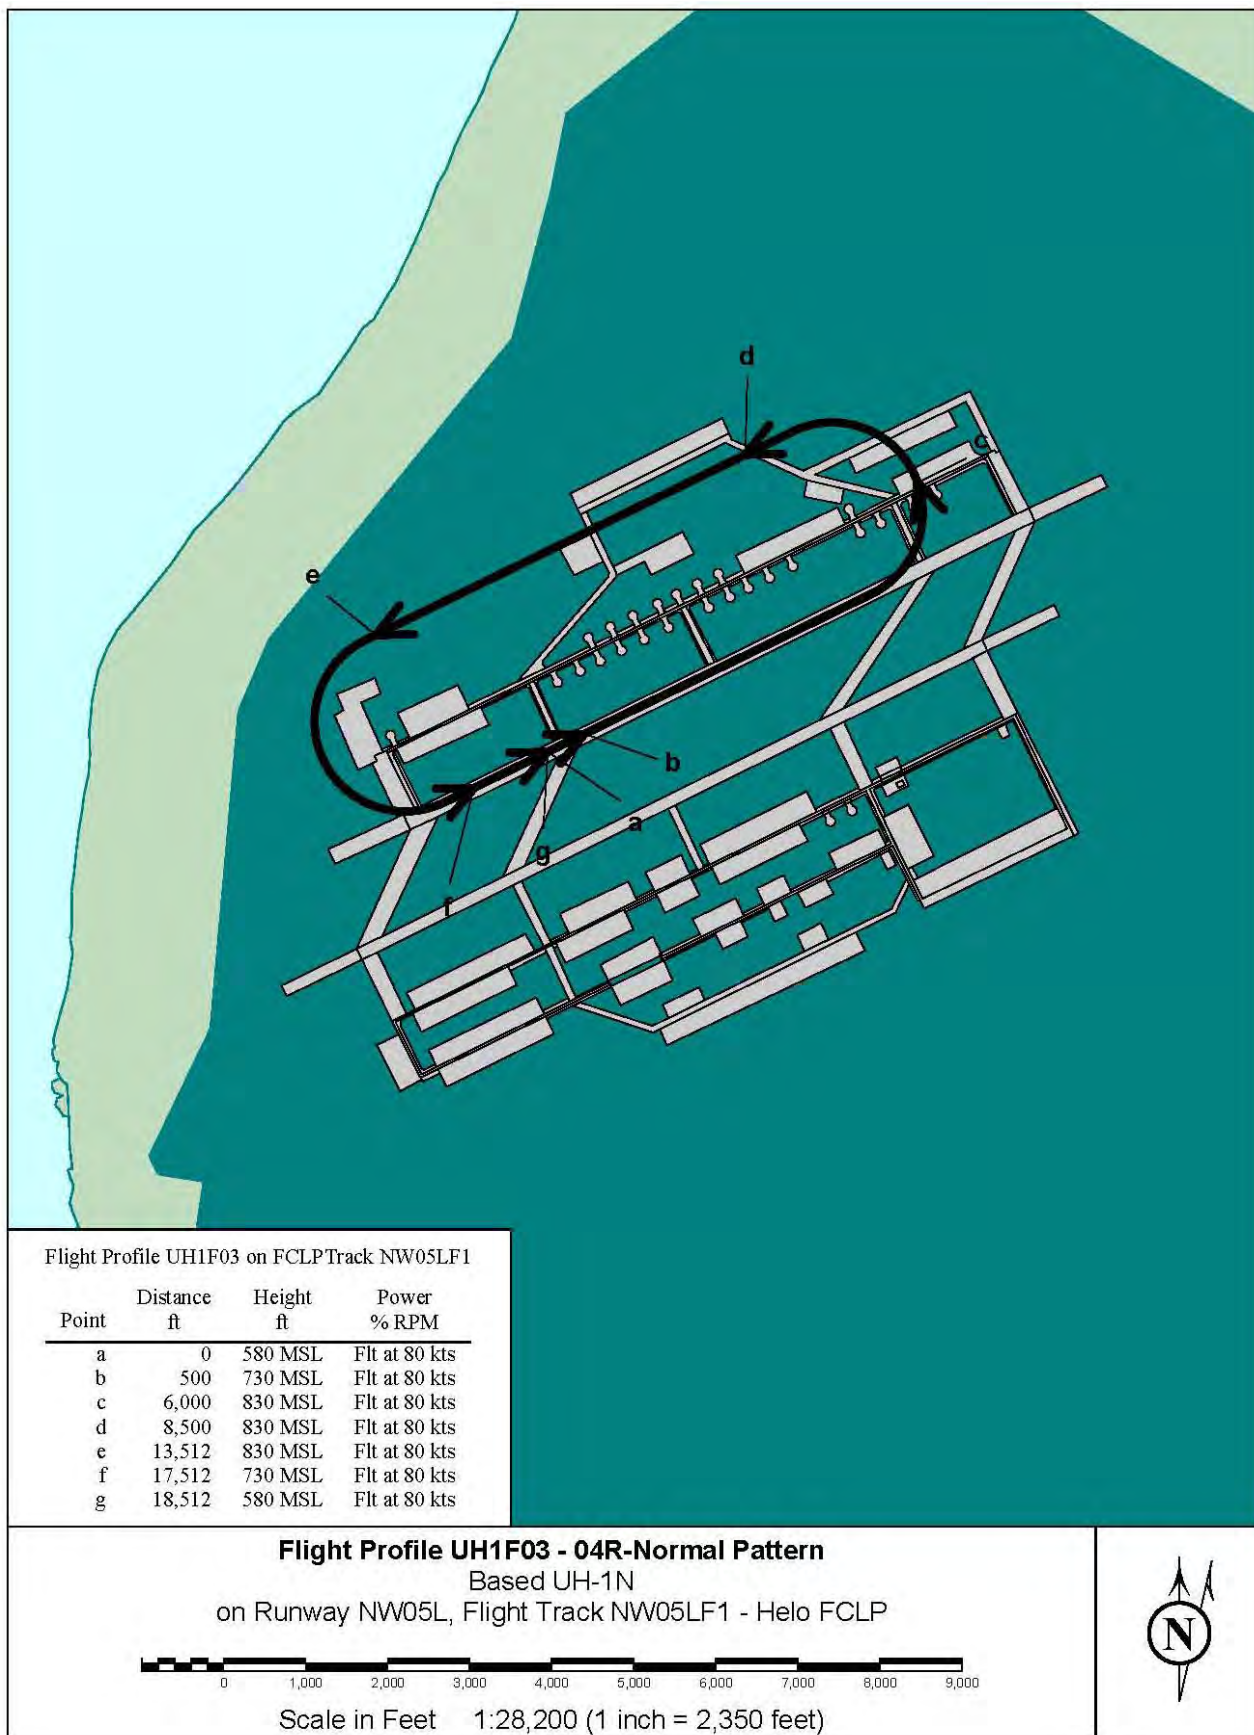 d
c
e
b
a
g
f
Flight Profile UH1F03 on FCLPTrack NW05LF1
Point Distance ft Height ft Power % RPM
a 0 580 MSL Flt at 80 kts
b 500 730 MSL Flt at 80 kts
c 6,000 830 MSL Flt at 80 kts
d 8,500 830 MSL Flt at 80 kts
e 13,512 830 MSL Flt at 80 kts
f 17,512 730 MSL Flt at 80 kts
g 18,512 580 MSL Flt at 80 kts
Flight Profile UH1F03 - 04R-Normal Pattern
Based UH-1N
on Runway NW05L, Flight Track NW05LF1 - Helo FCLP
0 1,000 2,000 3,000 4,000 5,000 6,000 7,000 8,000 9,000
Scale in Feet 1:28,200 (1 inch = 2,350 feet)
N